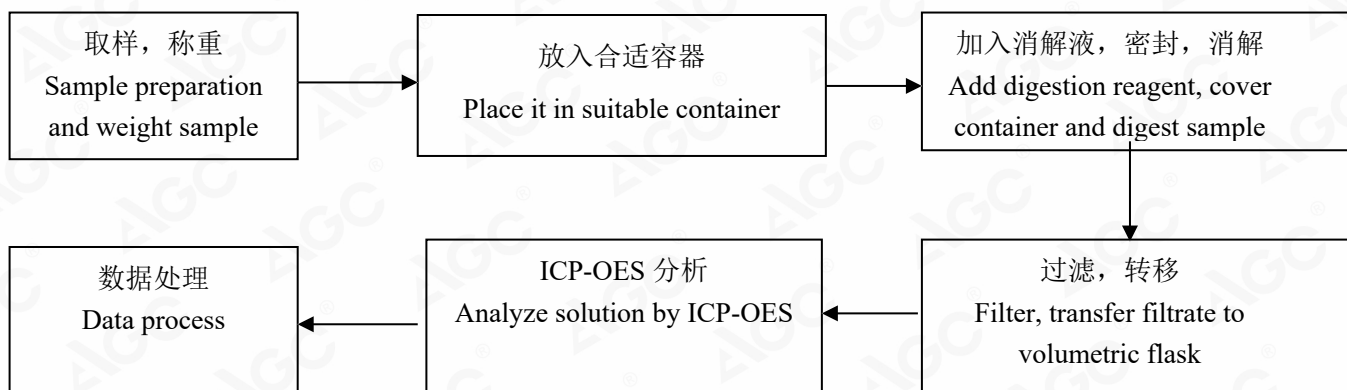 取样，称重
Sample preparation
and weight sample
放入合适容器
Place it in suitable container
加入消解液，密封，消解
Add digestion reagent, cover
container and digest sample
过滤，转移
Filter, transfer filtrate to
volumetric flask
ICP-OES 分析
Analyze solution by ICP-OES
数据处理
Data process